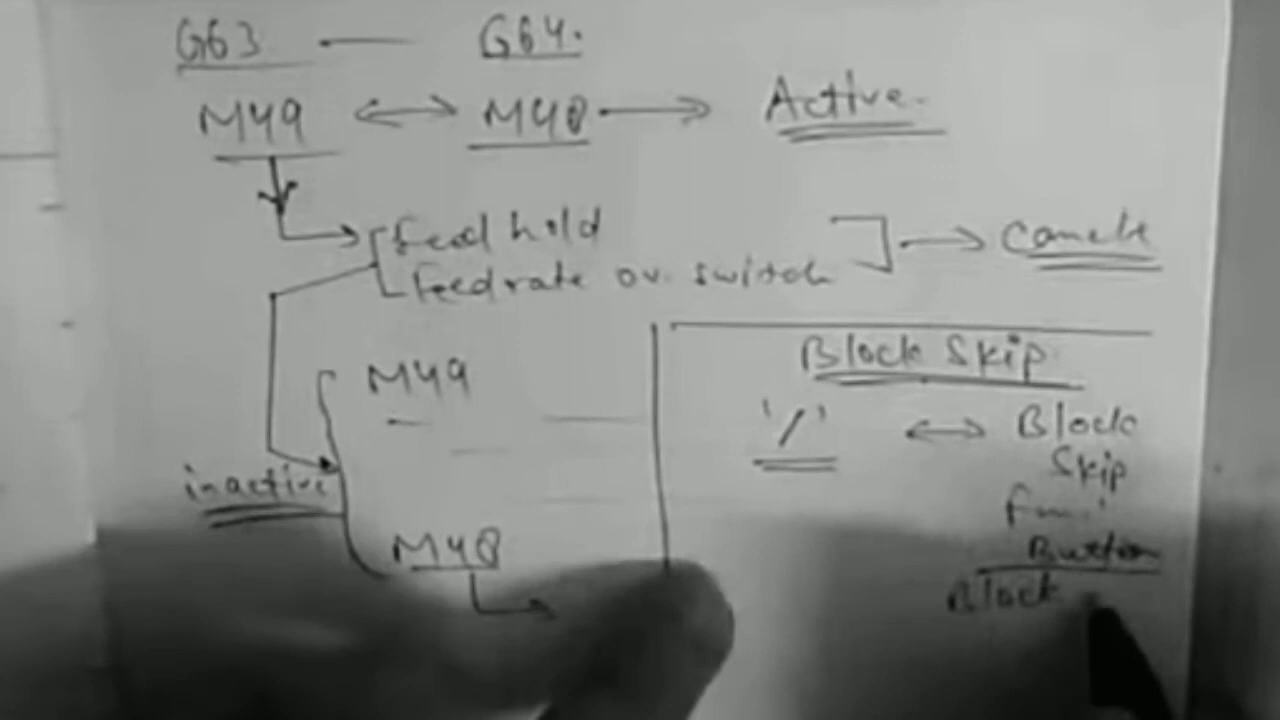 G63 — G64.
M49 ↔ M48 → Active.
feed hold
feedrate ov. switch
M49
inactive
M48
Block Skip
'/' ↔ Block
Skip
Button
Block